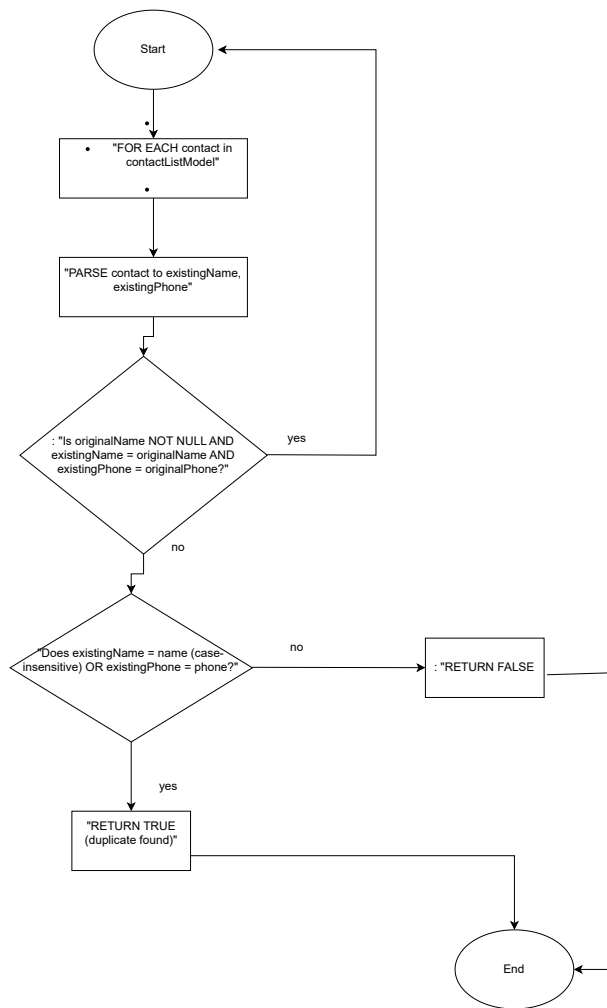 Start
"FOR EACH contact in
contactListModel"
"PARSE contact to existingName,
existingPhone"
: "Is originalName NOT NULL AND
existingName = originalName AND
existingPhone = originalPhone?"
yes
no
"Does existingName = name (case-
insensitive) OR existingPhone = phone?"
no
: "RETURN FALSE
yes
"RETURN TRUE
(duplicate found)"
End